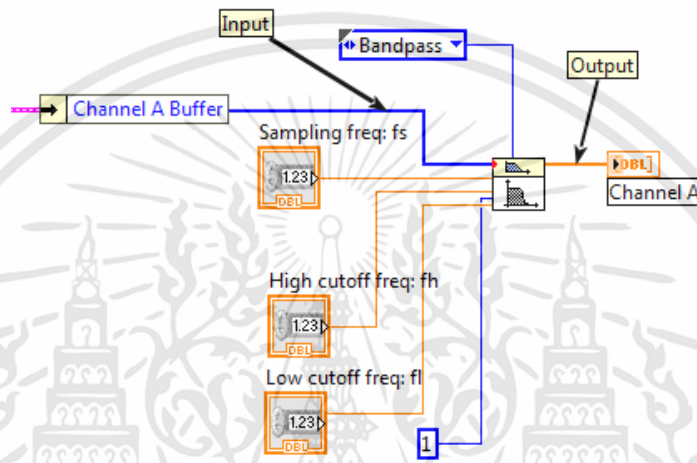 Input
Bandpass
Output
Channel A Buffer
Sampling freq: fs
1.23
DBL
DBL]
Channel A
High cutoff freq: fh
1.23
DBL
Low cutoff freq: fl
1.23
DBL
1